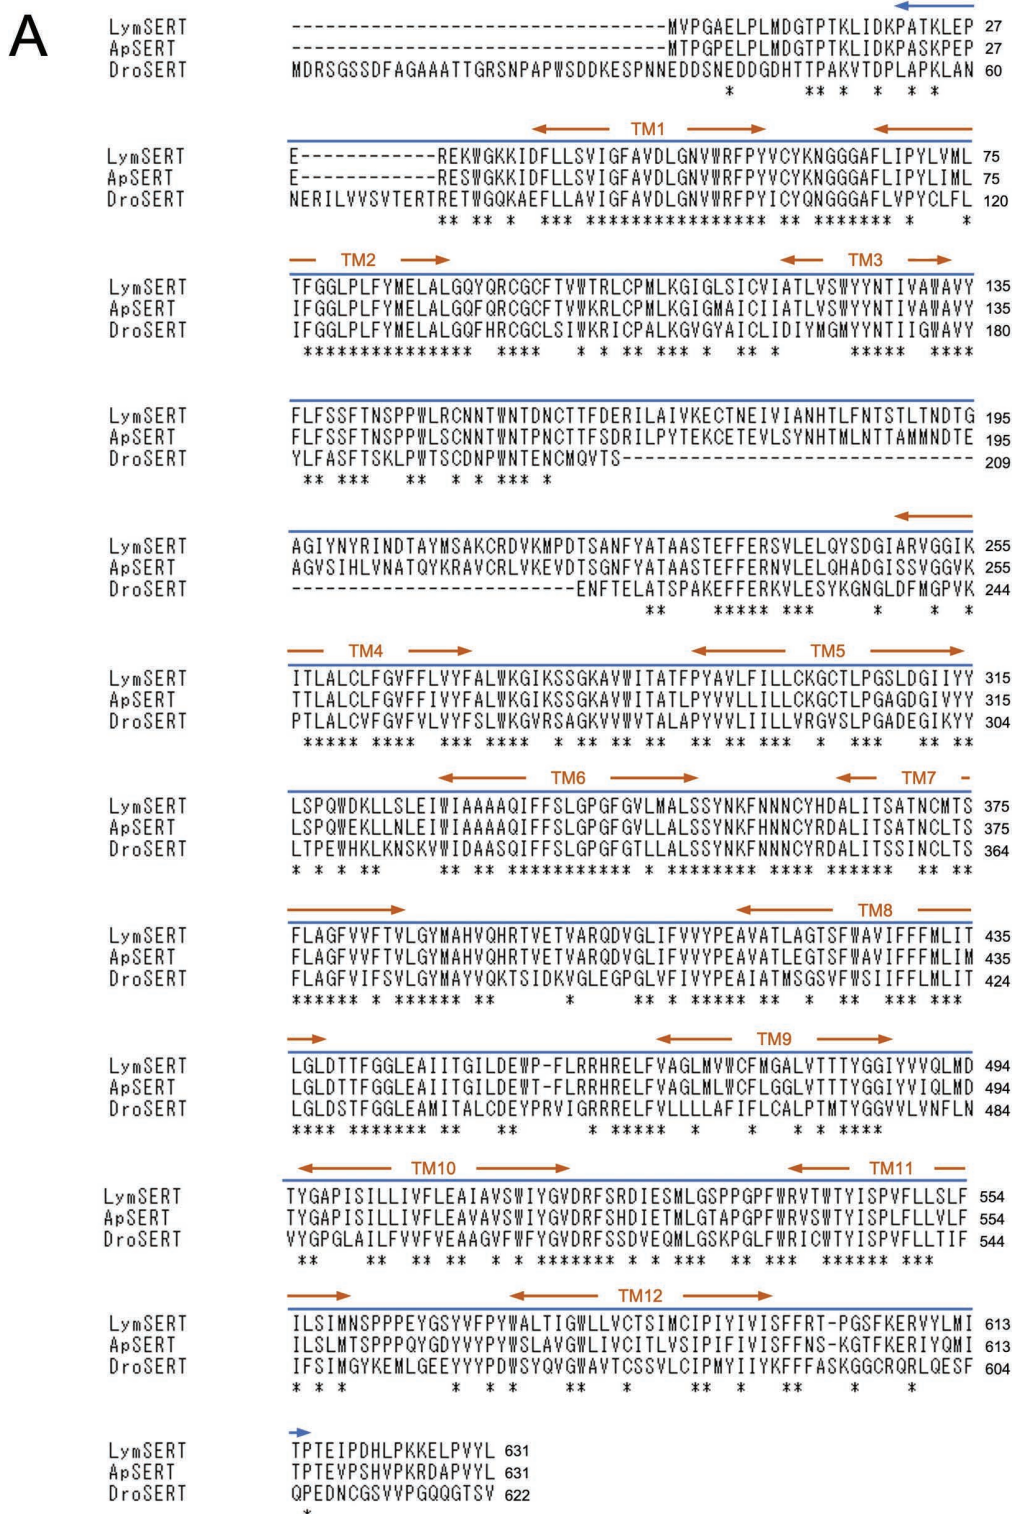 A
LymSERT --------------------------------MVPGAELPLMDGTPTKLIDKPATKLEP 27
ApSERT --------------------------------MTPGPELPLMDGTPTKLIDKPASKPEP 27
DroSERT MDRSGSSDFAGAAATTGRSNPAPWSDDKESPNNEDDSNEDDGDHTTPAKVTDPLAPKLAN 60
* ** * * * *
TM1
LymSERT E------------REKWGKKIDFLLSVIGFAVDLGNVWRFPYVCYKNGGGAFLIPYLVML 75
ApSERT E------------RESWGKKIDFLLSVIGFAVDLGNVWRFPYVCYKNGGGAFLIPYLIML 75
DroSERT NERILVVSVTERTRETWGQKAEFLLAVIGFAVDLGNVWRFPYICYQNGGGAFLVPYCLFL 120
** ** * *** *************** ** ******* * *
TM2 TM3
LymSERT TFGGLPLFYMELALGQYQRCGCFTVWTRLCPMLKGIGLSICVIATLVSWYYNTIVAWAVY 135
ApSERT IFGGLPLFYMELALGQFQRCGCFTVWKRICPMLKGIGMAICIIATLVSWYYNTIVAWAVY 135
DroSERT IFGGLPLFYMELALGQFHRCGCLSIWKRICPALKGVGYAICLIDIYMGMYYNTIIGWAVY 180
*************** **** * * ** *** * ** * ***** ****
LymSERT FLFSSFTNSPPWLRCNNTWNTDNCTTFDERILAIVKECTNEIVIANHTLFNTSTLTNDTG 195
ApSERT FLFSSFTNSPPWLSCNNTWNTPNCTTFSDRILPYTEKCETEVLSYNHTMLNTTAMMNDTE 195
DroSERT YLFASFTSKLPWTSCDNPWNTENCMQVTS------------------------------- 209
** *** ** * * *** *
LymSERT AGIYNYRINDTAYMSAKCRDVKMPDTSANFYATAASTEFFERSVLELQYSDGIARVGGIK 255
ApSERT AGVSIHLVNATQYKRAVCRLVKEVDTSGNFYATAASTEFFERNVLELQHADGISSVGGVK 255
DroSERT -------------------------ENFTELATSPAKEFFERKVLESYKGNGLDFMGPVK 244
** ***** *** * * *
TM4 TM5
LymSERT ITLALCLFGVFFLVYFALWKGIKSSGKAVWITATFPYAVLFILLCKGCTLPGSLDGIIYY 315
ApSERT TTLALCLFGVFFIVYFALWKGIKSSGKAVWITATLPYVVLLILLCKGCTLPGAGDGIVYY 315
DroSERT PTLALCVFGVFVLVYFSLWKGVRSAGKVVWVTALAPYVVLIILLVRGVSLPGADEGIKYY 304
***** **** *** **** * ** ** ** ** ** *** * *** ** **
TM6 TM7
LymSERT LSPQWDKLLSLEIWIAAAAQIFFSLGPGFGVLMALSSYNKFNNNCYHDALITSATNCMTS 375
ApSERT LSPQWEKLLNLEIWIAAAAQIFFSLGPGFGVLLALSSYNKFHNNCYRDALITSATNCLTS 375
DroSERT LTPEWHKLKNSKVWIDAASQIFFSLGPGFGTLLALSSYNKFNNNCYRDALITSSINCLTS 364
* * * ** ** ** *********** * ********* **** ****** ** **
TM8
LymSERT FLAGFVVFTVLGYMAHVQHRTVETVARQDVGLIFVVYPEAVATLAGTSFWAVIFFFMLIT 435
ApSERT FLAGFVVFTVLGYMAHVQHRTVETVARQDVGLIFVVYPEAVATLEGTSFWAVIFFFMLIM 435
DroSERT FLAGFVIFSVLGYMAYVQKTSIDKVGLEGPGLVFIVYPEAIATMSGSVFWSIIFFLMLIT 424
****** * ****** ** * ** * ***** ** * ** *** ***
TM9
LymSERT LGLDTTFGGLEAIITGILDEWP-FLRRHRELFVAGLMVWCFMGALVTTTYGGIYVVQLMD 494
ApSERT LGLDTTFGGLEAIITGILDEWT-FLRRHRELFVAGLMLWCFLGGLVTTTYGGIYVIQLMD 494
DroSERT LGLDSTFGGLEAMITALCDEYPRVIGRRRELFVLLLLAFIFLCALPTMTYGGVVLVNFLN 484
**** ******* ** ** * ***** * * * * ****
TM10 TM11
LymSERT TYGAPISILLIVFLEAIAVSWIYGVDRFSRDIESMLGSPPGPFWRVTWTYISPVFLLSLF 554
ApSERT TYGAPISILLIVFLEAVAVSWIYGVDRFSHDIETMLGTAPGPFWRVSWTYISPLFLLVLF 554
DroSERT VYGPGLAILFVVFVEAAGVFWFYGVDRFSSDVEQMLGSKPGLFWRICWTYISPVFLLTIF 544
** ** ** ** * * ******* * * *** ** *** ****** ***
TM12
LymSERT ILSIMNSPPPEYGSYVFPYWALTIGWLLVCTSIMCIPIYIVISFFRT-PGSFKERVYLMI 613
ApSERT ILSLMTSPPPQYGDYVYPYWSLAVGWLIVCITLVSIPIFIVISFFNS-KGTFKERIYQMI 613
DroSERT IFSIMGYKEMLGEEYYYPDWSYQVGWAVTCSSVLCIPMYIIYKFFFASKGGCRQRLQESF 604
* * * * * * ** * ** * ** * *
LymSERT TPTEIPDHLPKKELPVYL 631
ApSERT TPTEVPSHVPKRDAPVYL 631
DroSERT QPEDNCGSVVPGQQGTSV 622
*